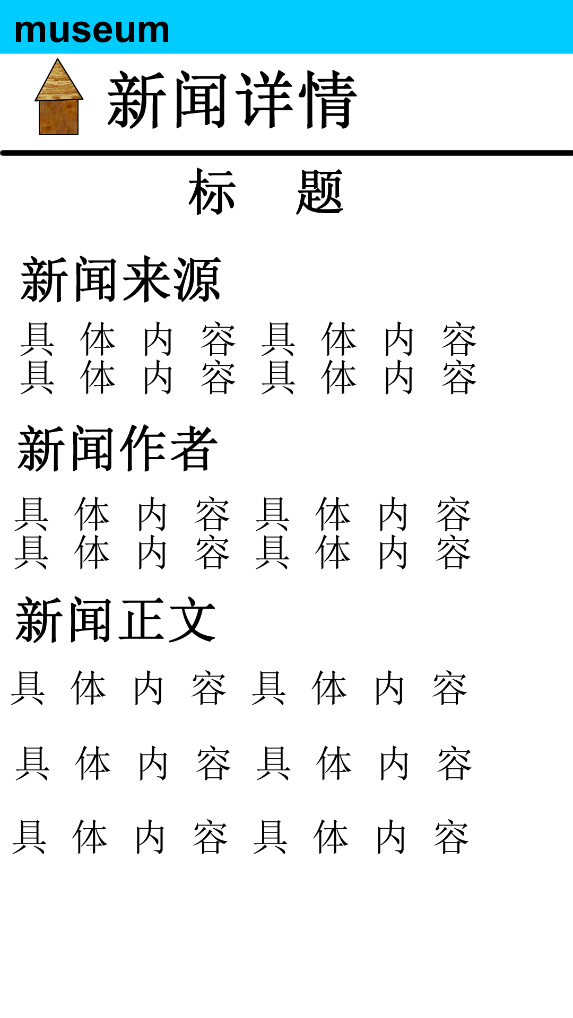 museum
新闻详情
标 题
新闻来源
具 体 内 容 具 体 内 容
具 体 内 容 具 体 内 容
新闻作者
具 体 内 容 具 体 内 容
具 体 内 容 具 体 内 容
新闻正文
具 体 内 容 具 体 内 容
具 体 内 容 具 体 内 容
具 体 内 容 具 体 内 容